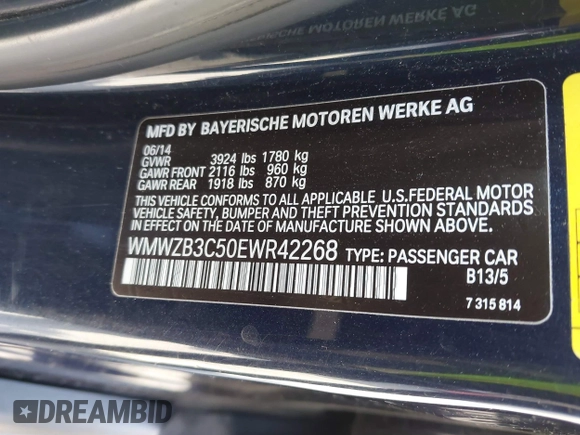 MFD BY BAYERISCHE MOTOREN WERKE AG
06/14
GVWR 3924 lbs 1780 kg
GAWR FRONT 2116 lbs 960 kg
GAWR REAR 1918 lbs 870 kg
THIS VEHICLE CONFORMS TO ALL APPLICABLE U.S.FEDERAL MOTOR
VEHICLE SAFETY, BUMPER AND THEFT PREVENTION STANDARDS
IN EFFECT ON THE DATE OF MANUFACTURE SHOWN ABOVE.
WMWZB3C50EWR42268 TYPE: PASSENGER CAR
B13/5
7 315 814
DREAMBID